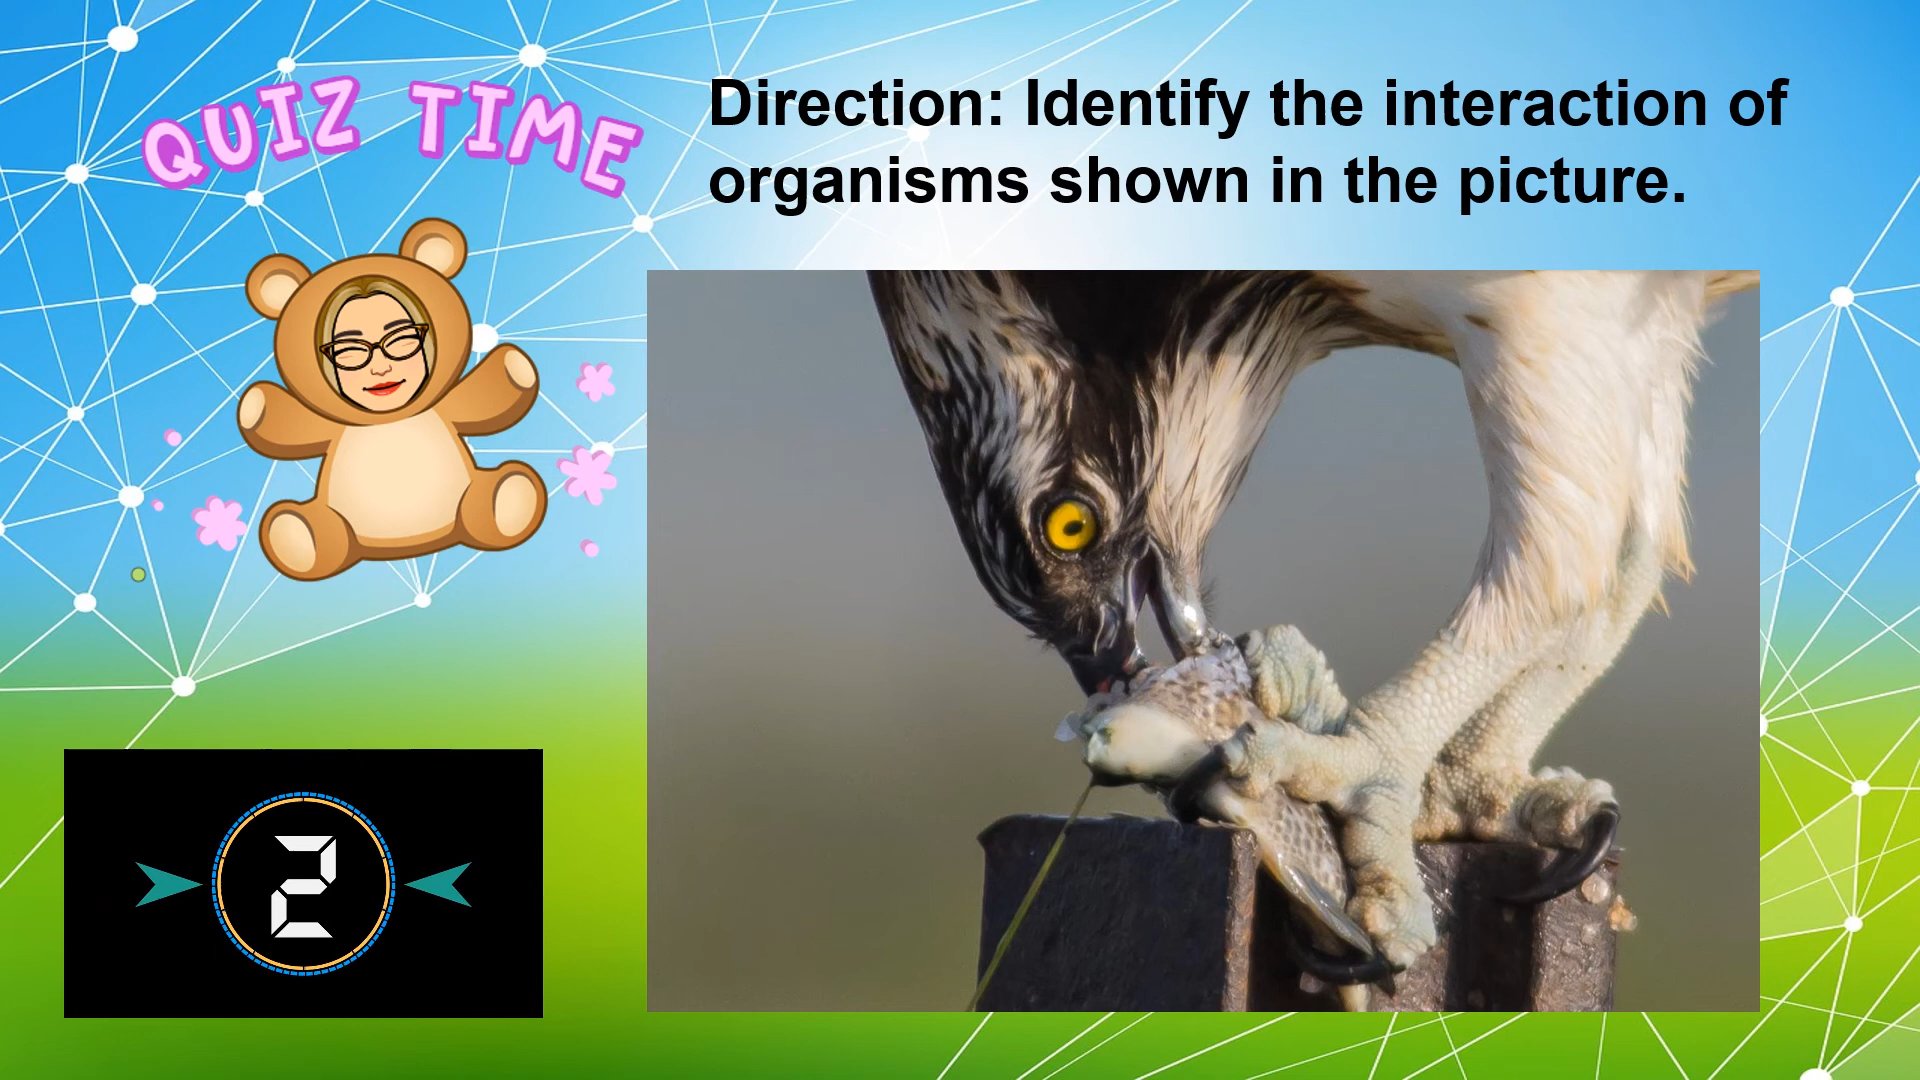 QUIZ TIME
Direction: Identify the interaction of
organisms shown in the picture.
2